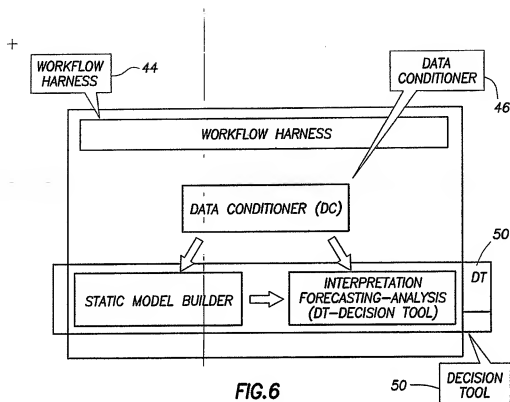 WORKFLOW
HARNESS
44
DATA
CONDITIONER
46
WORKFLOW HARNESS
DATA CONDITIONER (DC)
50
DT
STATIC MODEL BUILDER
INTERPRETATION
FORECASTING-ANALYSIS
(DT-DECISION TOOL)
FIG.6
50
DECISION
TOOL